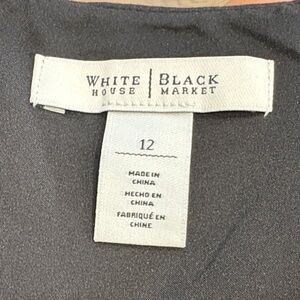 WHITE | BLACK
HOUSE | MARKET
12
MADE IN
CHINA
HECHO EN
CHINA
FABRIQUÉ EN
CHINE